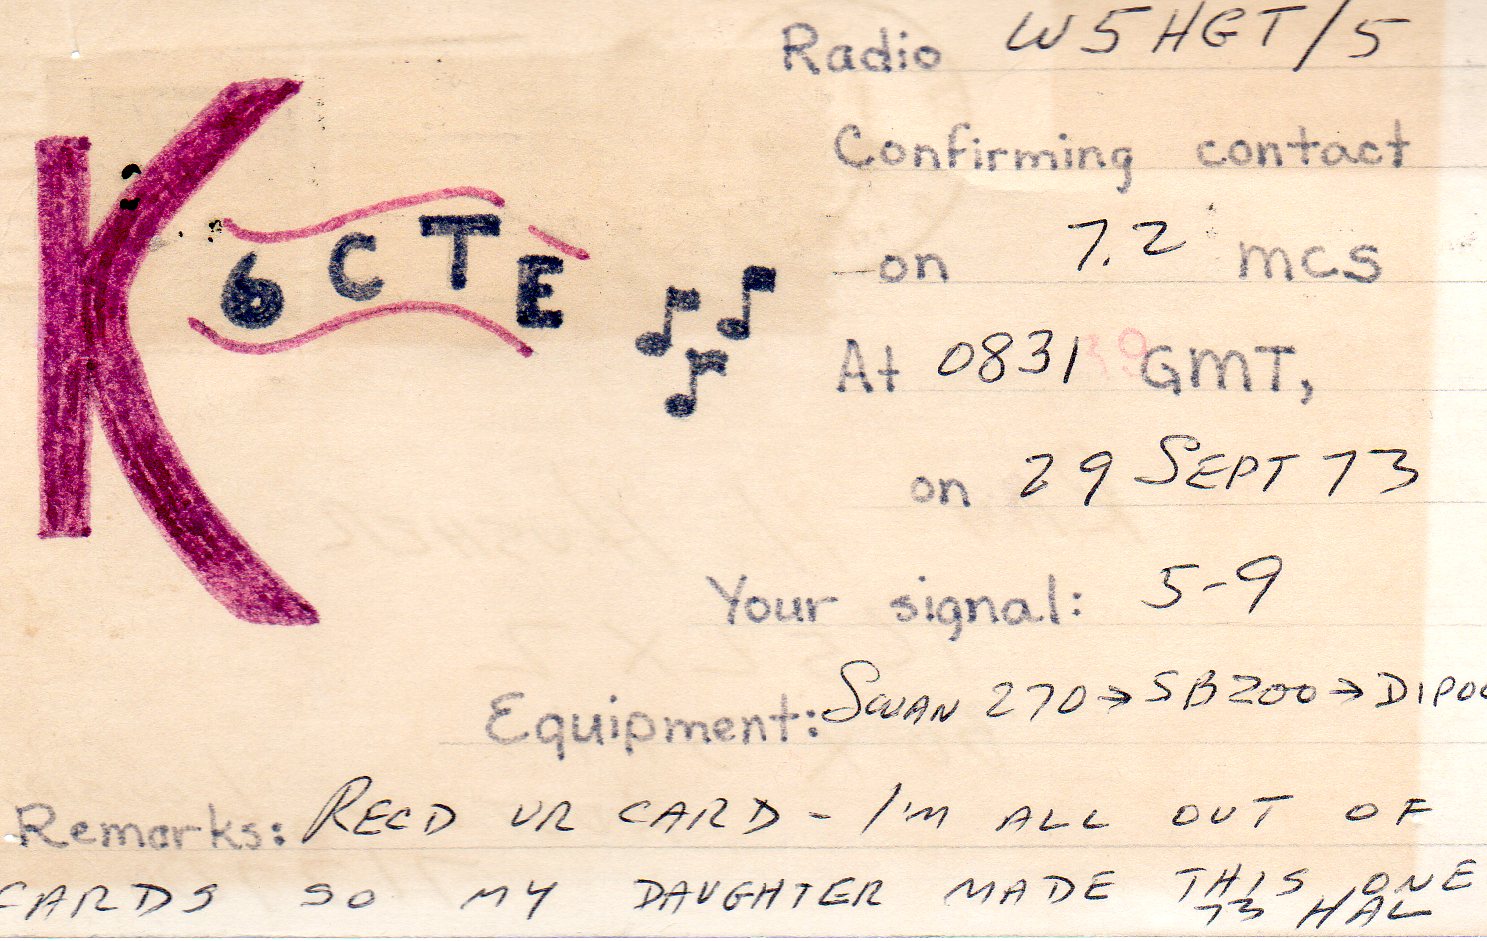 Radio W5HGT/5
K6CTE
Confirming contact
on 7.2 mcs
At 0831 GMT,
on 29 SEPT 73
Your signal: 5-9
Equipment: SWAN 270→SB200→DIPO
Remarks: RECD UR CARD - I'M ALL OUT OF
CARDS SO MY DAUGHTER MADE THIS ONE
73 HAL